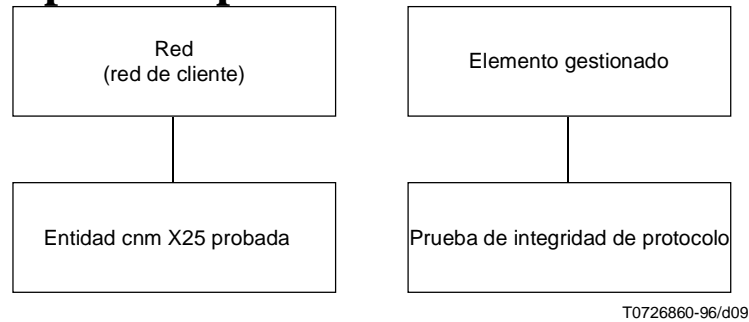 Red
(red de cliente)
Elemento gestionado
Entidad cnm X25 probada
Prueba de integridad de protocolo
T0726860-96/d09